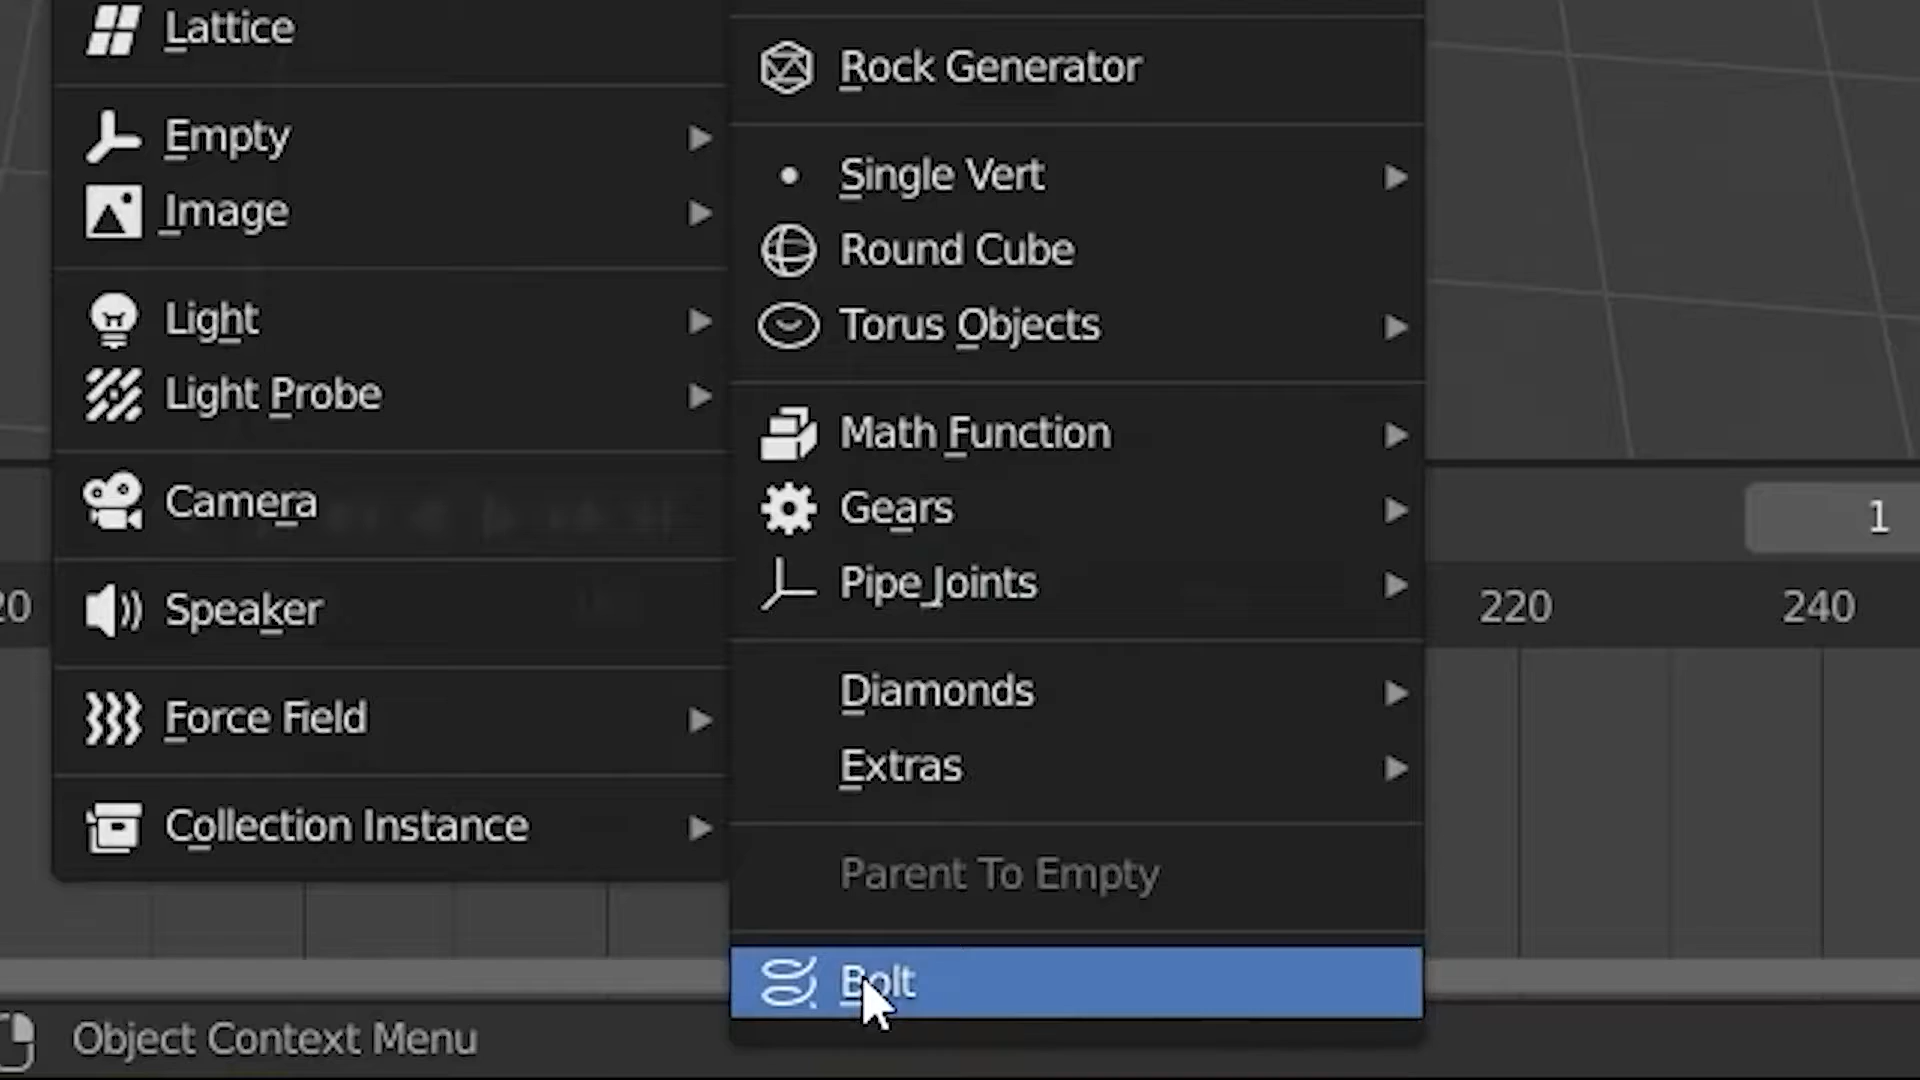 Lattice
Empty
Image
Light
Light Probe
Camera
Speaker
Force Field
Collection Instance
Rock Generator
Single Vert
Round Cube
Torus Objects
Math Function
Gears
Pipe Joints
Diamonds
Extras
Parent To Empty
Bolt
1
20
220
240
Object Context Menu